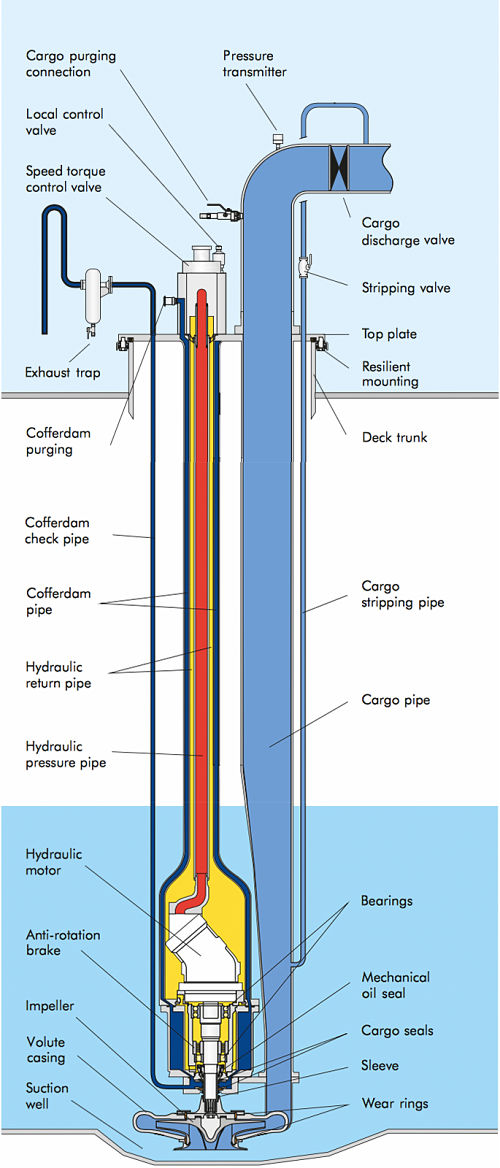 Cargo purging
connection
Pressure
transmitter
Local control
valve
Speed torque
control valve
Cargo
discharge valve
Stripping valve
Top plate
Exhaust trap
Resilient
mounting
Cofferdam
purging
Deck trunk
Cofferdam
check pipe
Cofferdam
pipe
Cargo
stripping pipe
Hydraulic
return pipe
Cargo pipe
Hydraulic
pressure pipe
Hydraulic
motor
Bearings
Anti-rotation
brake
Mechanical
oil seal
Impeller
Cargo seals
Volute
casing
Sleeve
Suction
well
Wear rings